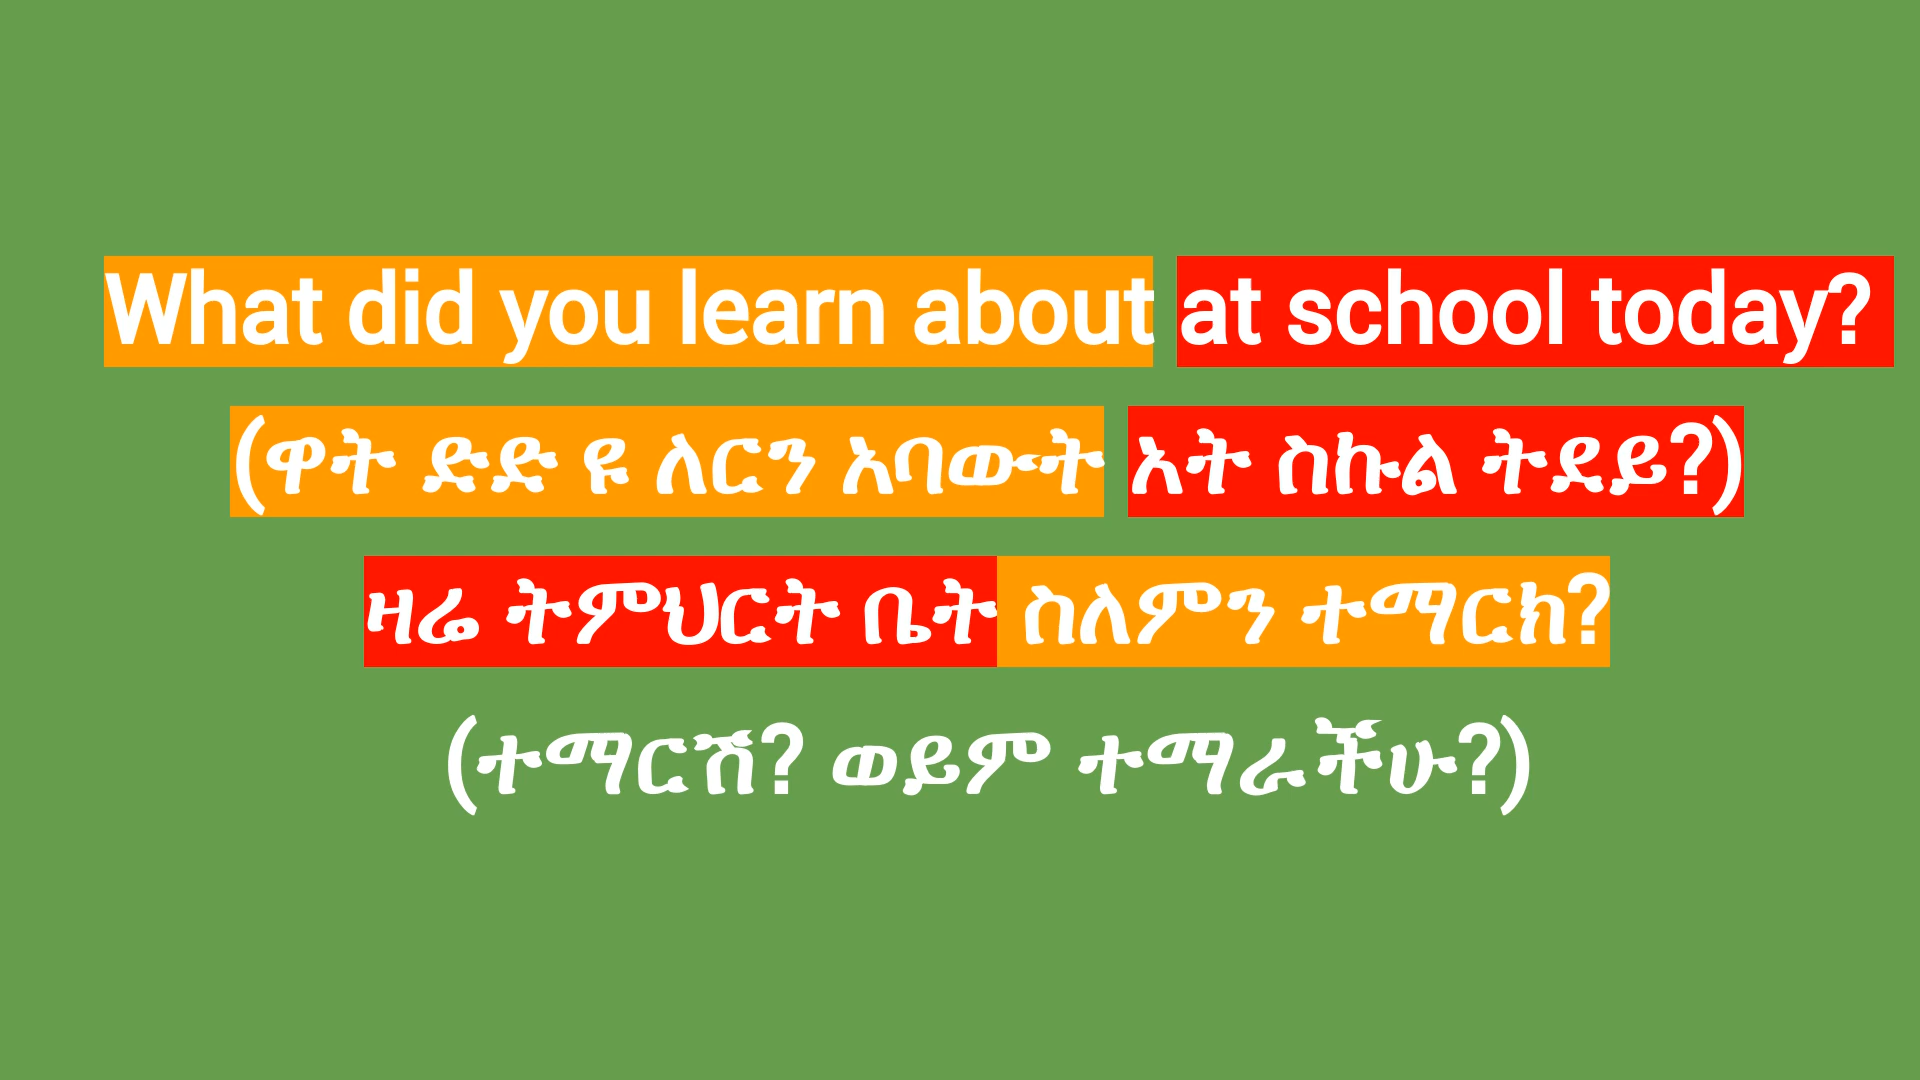 What did you learn about at school today?
(ዋት ድድ ዩ ለርን አባውት አት ስኩል ትደይ?)
ዛሬ ትምህርት ቤት ስለምን ተማርክ?
(ተማርሽ? ወይም ተማራችሁ?)